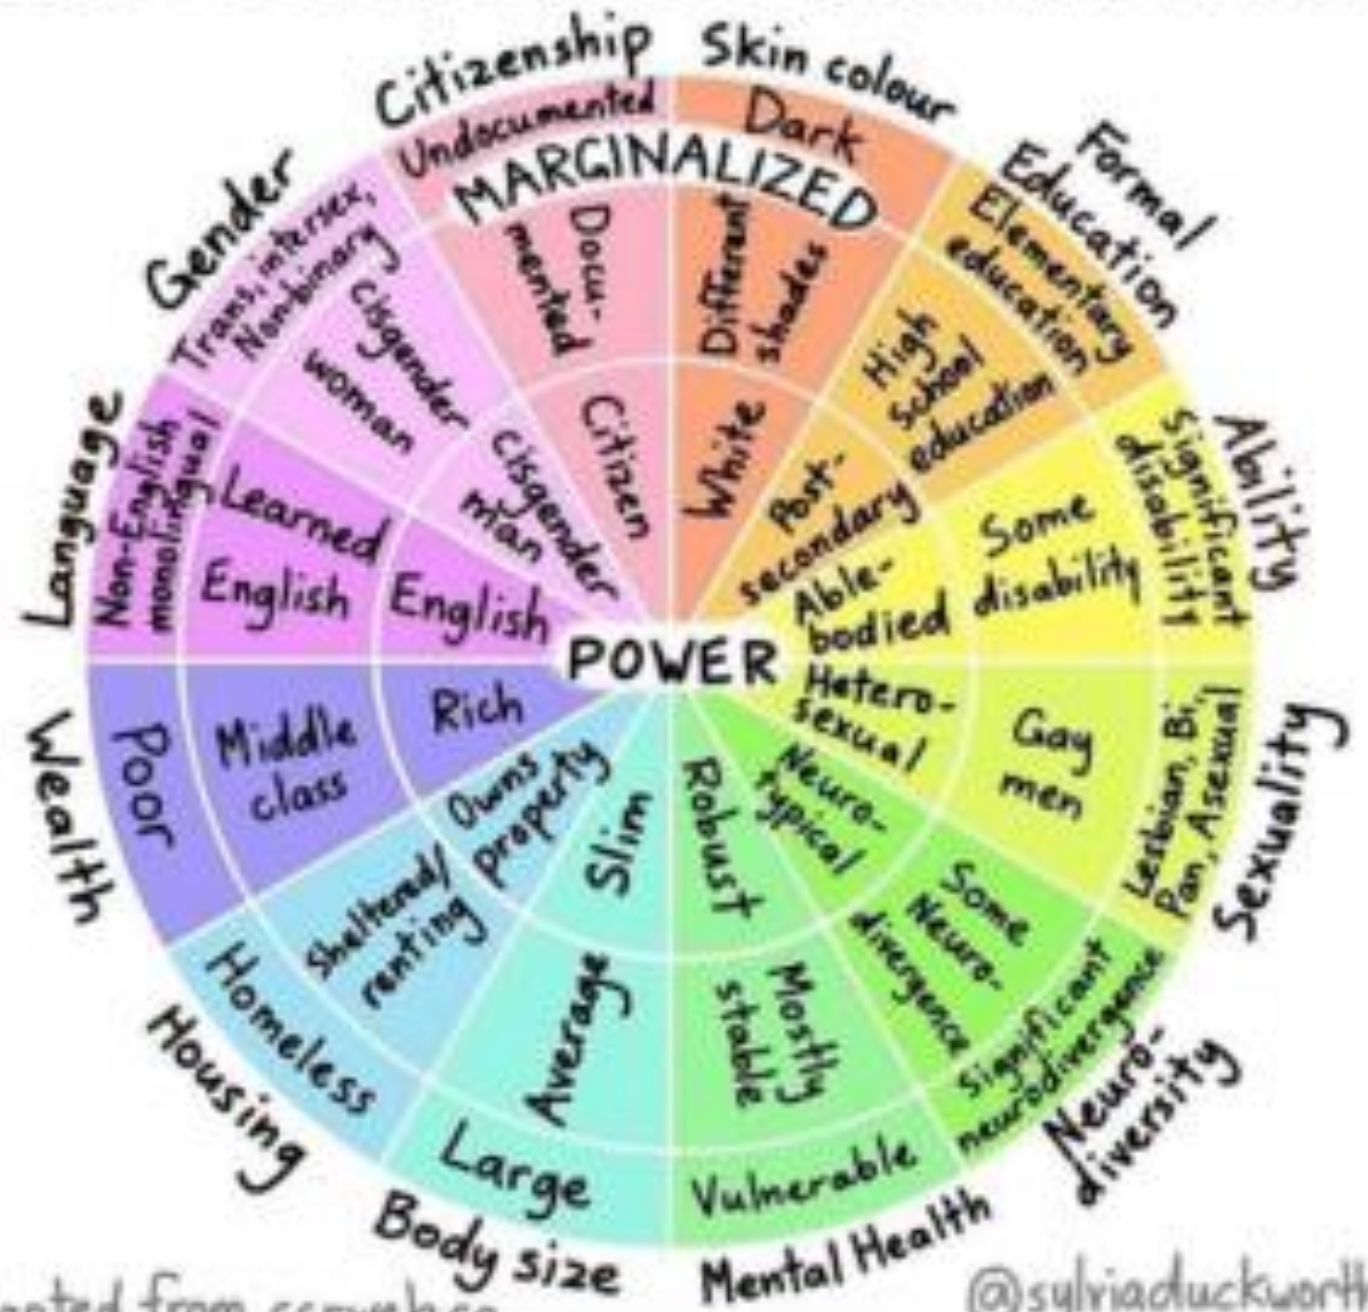 Citizenship
Undocumented
Docu-
mented
Citizen
Skin colour
Dark
Different
shades
White
MARGINALIZED
Formal
Education
Elementary
education
High
school
education
Post-
secondary
Ability
Significant
disability
Some
disability
Able-
bodied
Sexuality
Lesbian, Bi,
Pan, Asexual
Gay
men
Hetero-
sexual
Neuro-
diversity
Significant
neurodivergence
Some
Neuro-
divergence
Neuro-
typical
Mental Health
Vulnerable
Mostly
stable
Robust
Body size
Large
Average
Slim
Housing
Homeless
Sheltered/
renting
Owns
property
Wealth
Poor
Middle
class
Rich
Language
Non-English
monolingual
Learned
English
English
Gender
Trans, intersex,
Nonbinary
Cisgender
woman
Cisgender
man
POWER
from
@sylviaduckworth